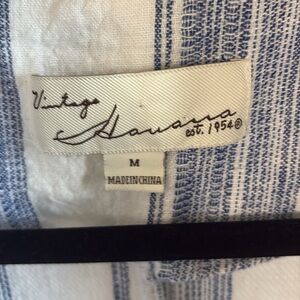 Vintage
Havana
est. 1954®
M
MADE IN CHINA